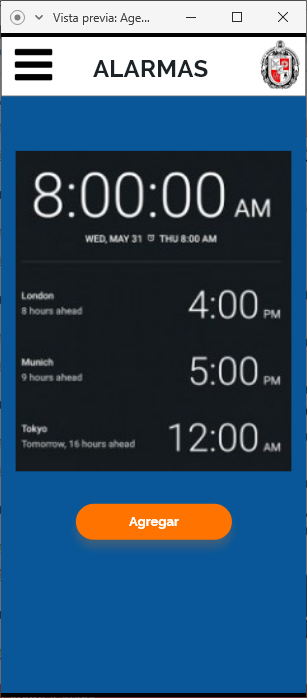 Vista previa: Age...
ALARMAS
8:00:00 AM
WED, MAY 31 THU 8:00 AM
London
8 hours ahead
4:00 PM
Munich
9 hours ahead
5:00 PM
Tokyo
Tomorrow, 16 hours ahead
12:00 AM
Agregar